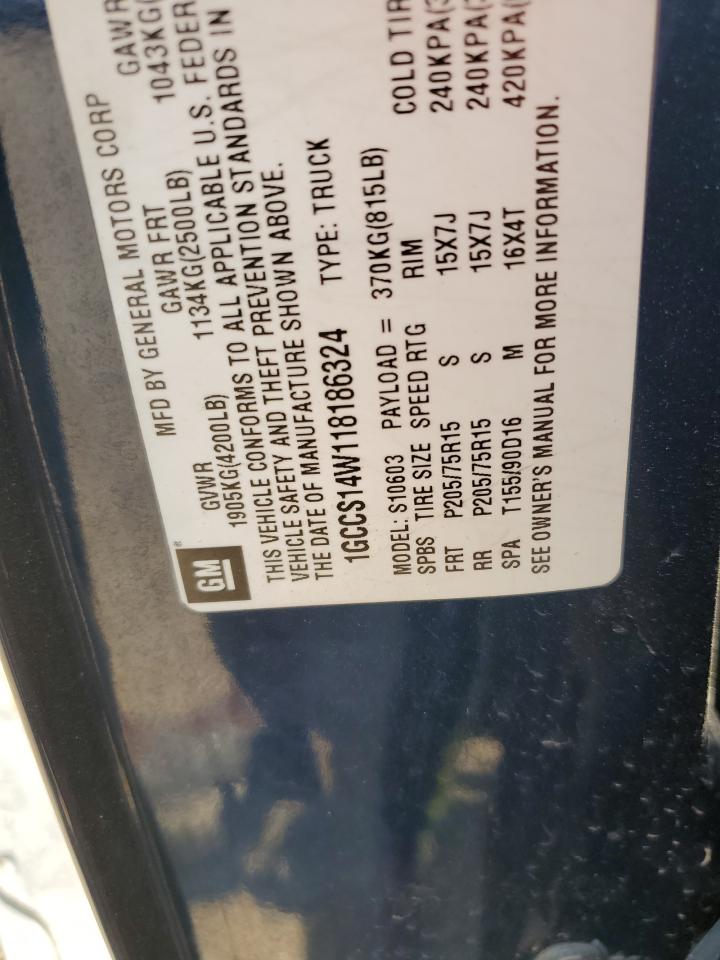 GM
MFD BY GENERAL MOTORS CORP
GVWR GAWR FRT GAWR
1905KG(4200LB) 1134KG(2500LB) 1043KG(
THIS VEHICLE CONFORMS TO ALL APPLICABLE U.S. FEDER
VEHICLE SAFETY AND THEFT PREVENTION STANDARDS IN
THE DATE OF MANUFACTURE SHOWN ABOVE.
1GCCS14W118186324 TYPE: TRUCK
MODEL: S10603 PAYLOAD = 370KG(815LB)
SPBS TIRE SIZE SPEED RTG RIM COLD TIR
FRT P205/75R15 S 15X7J 240KPA(3
RR P205/75R15 S 15X7J 240KPA(
SPA T155/90D16 M 16X4T 420KPA(
SEE OWNER'S MANUAL FOR MORE INFORMATION.